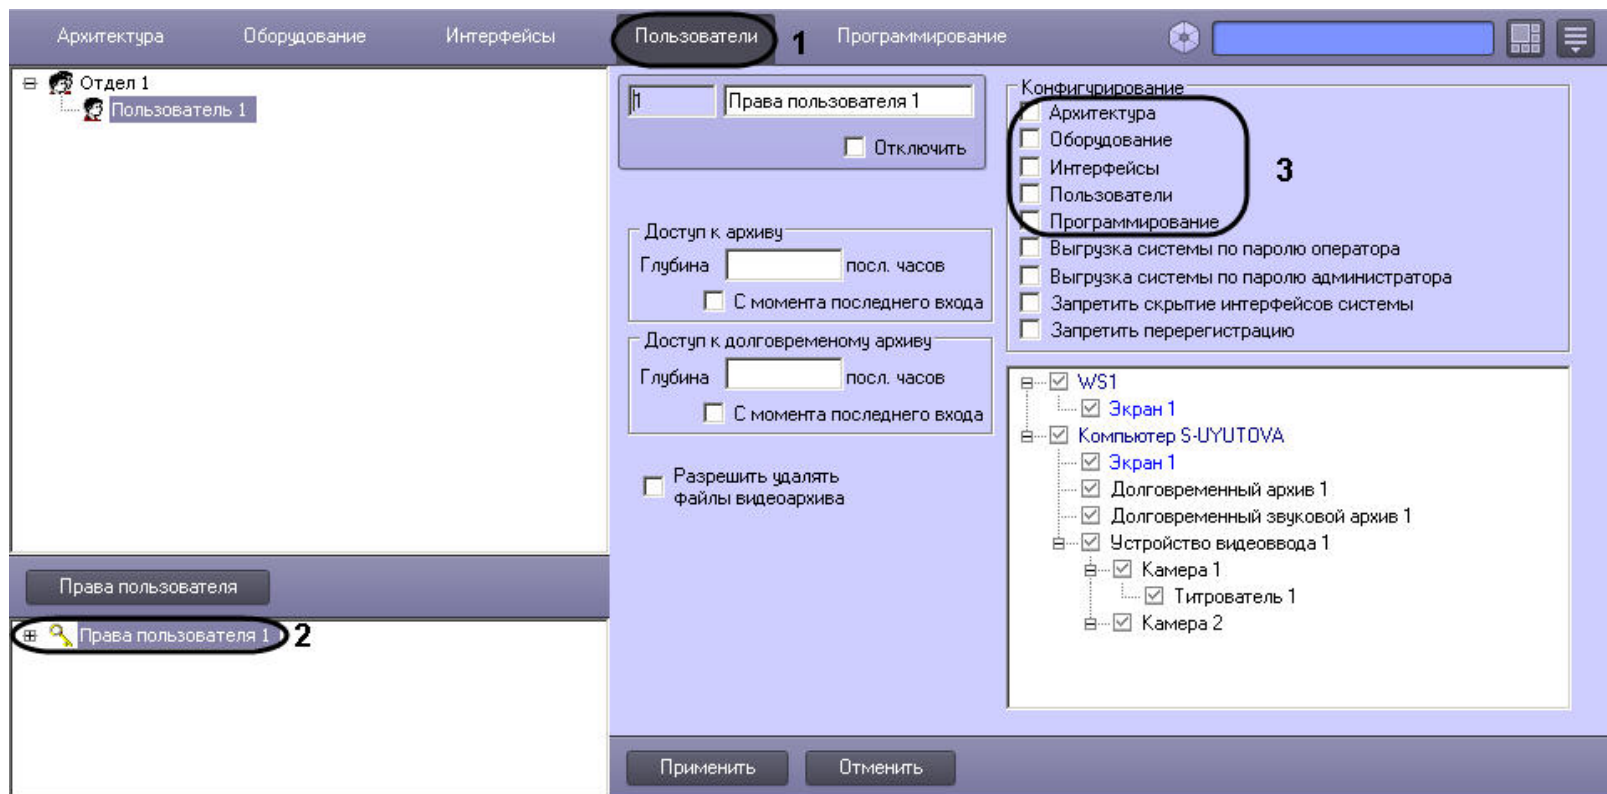 Архитектура Оборудование Интерфейсы Пользователи 1 Программирование
Отдел 1
Пользователь 1
Права пользователя
Права пользователя 1 2
1 Права пользователя 1
Отключить
Доступ к архиву
Глубина посл. часов
С момента последнего входа
Доступ к долговременому архиву
Глубина посл. часов
С момента последнего входа
Разрешить удалять
файлы видеоархива
Конфигурирование
Архитектура
Оборудование
Интерфейсы 3
Пользователи
Программирование
Выгрузка системы по паролю оператора
Выгрузка системы по паролю администратора
Запретить скрытие интерфейсов системы
Запретить перерегистрацию
WS1
Экран 1
Компьютер S-UYUTOVA
Экран 1
Долговременный архив 1
Долговременный звуковой архив 1
Устройство видеоввода 1
Камера 1
Титрователь 1
Камера 2
Применить Отменить